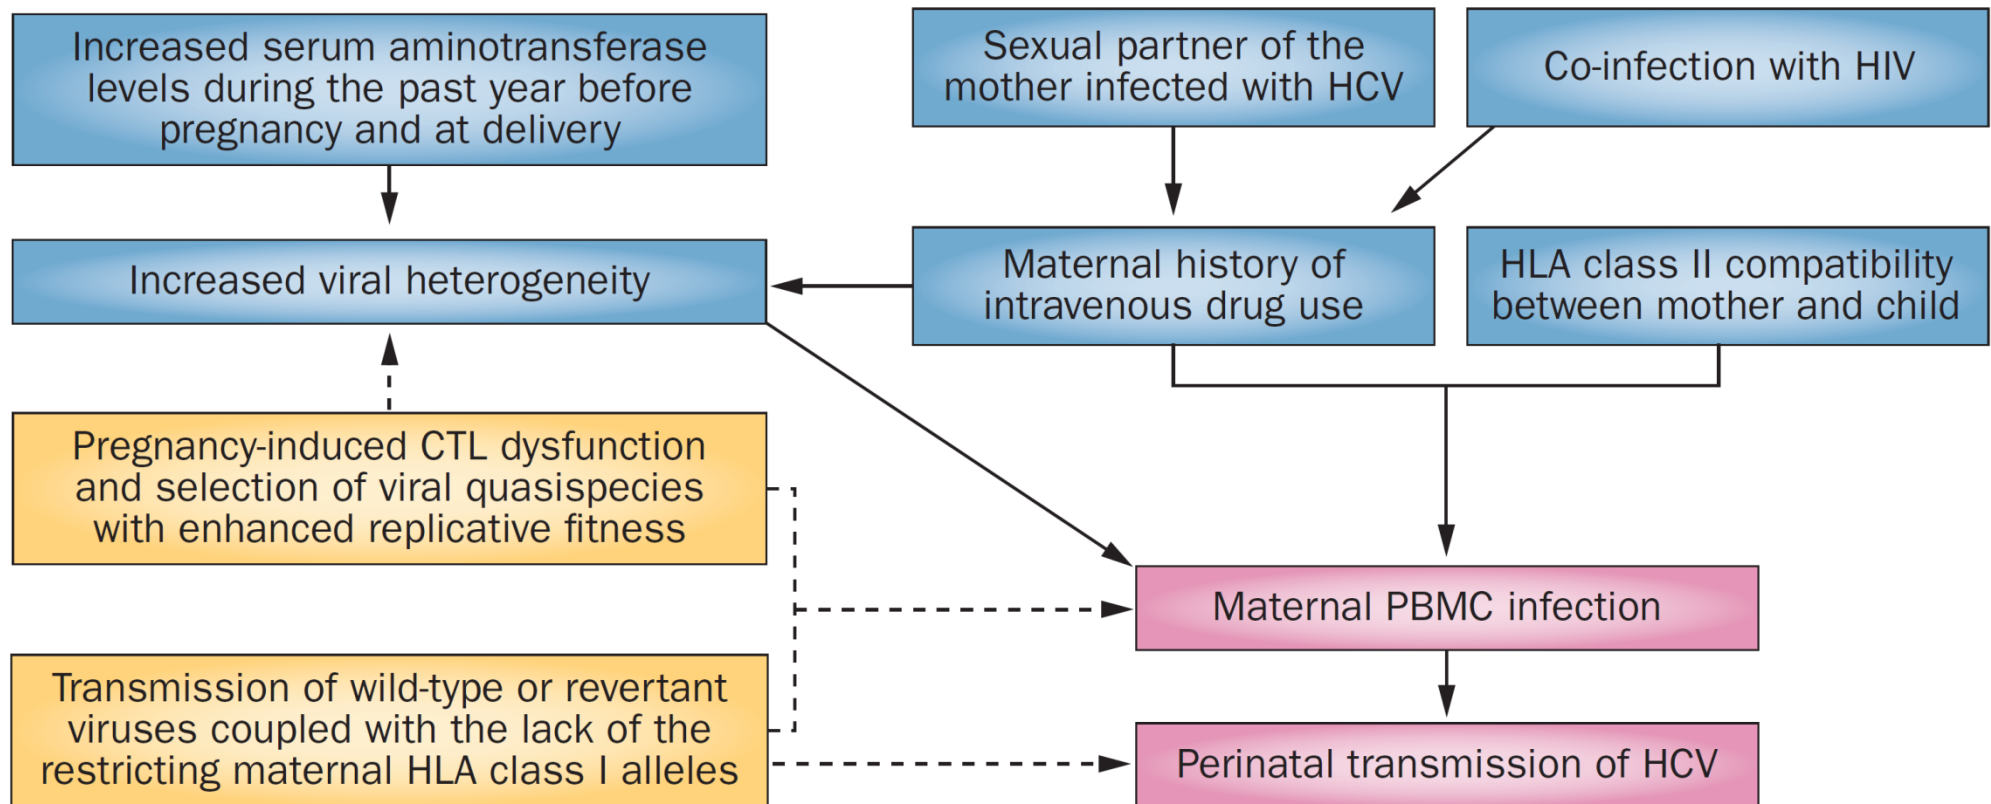 Increased serum aminotransferase
levels during the past year before
pregnancy and at delivery
Sexual partner of the
mother infected with HCV
Co-infection with HIV
Increased viral heterogeneity
Maternal history of
intravenous drug use
HLA class II compatibility
between mother and child
Pregnancy-induced CTL dysfunction
and selection of viral quasispecies
with enhanced replicative fitness
Maternal PBMC infection
Transmission of wild-type or revertant
viruses coupled with the lack of the
restricting maternal HLA class I alleles
Perinatal transmission of HCV